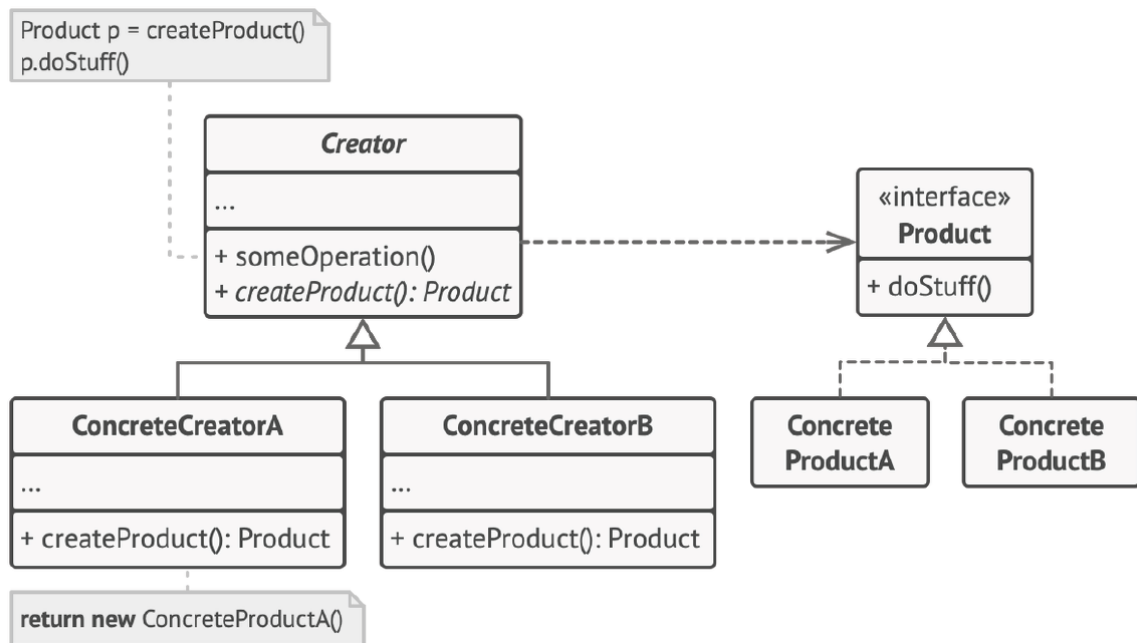 Product p = createProduct()
p.doStuff()
Creator
...
+ someOperation()
+ createProduct(): Product
«interface»
Product
+ doStuff()
ConcreteCreatorA
...
+ createProduct(): Product
ConcreteCreatorB
...
+ createProduct(): Product
Concrete
ProductA
Concrete
ProductB
return new ConcreteProductA()